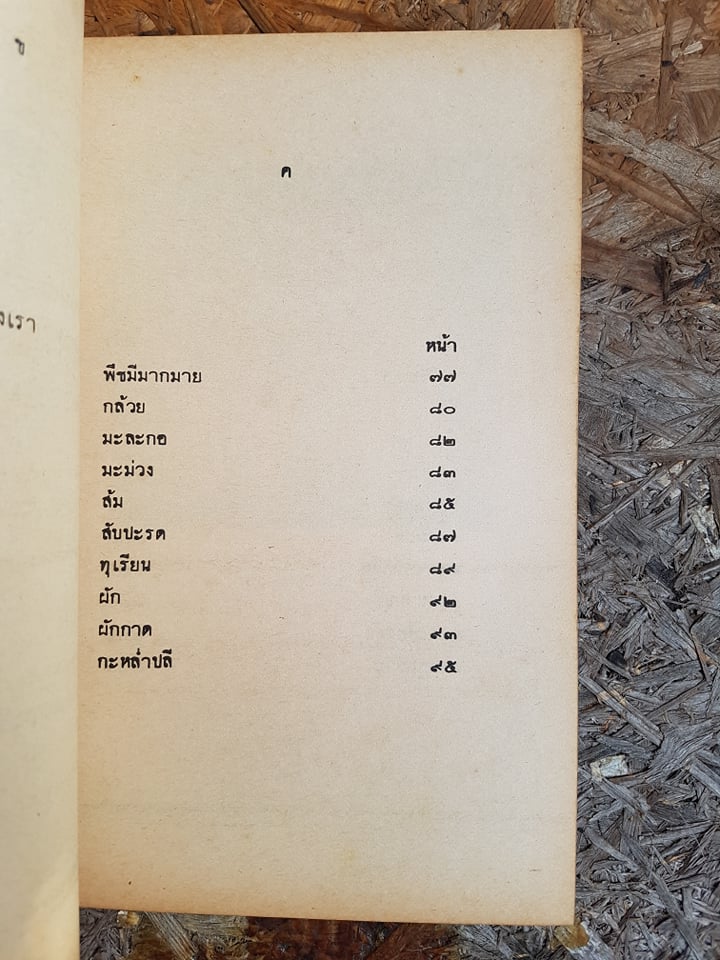 ข
งเรา
ค
หน้า
พืชมีมากมาย ๗๗
กล้วย ๘๐
มะละกอ ๘๒
มะม่วง ๘๓
ส้ม ๘๕
สับปะรด ๘๗
ทุเรียน ๘๙
ผัก ๙๒
ผักกาด ๙๓
กะหล่ำปลี ๙๕